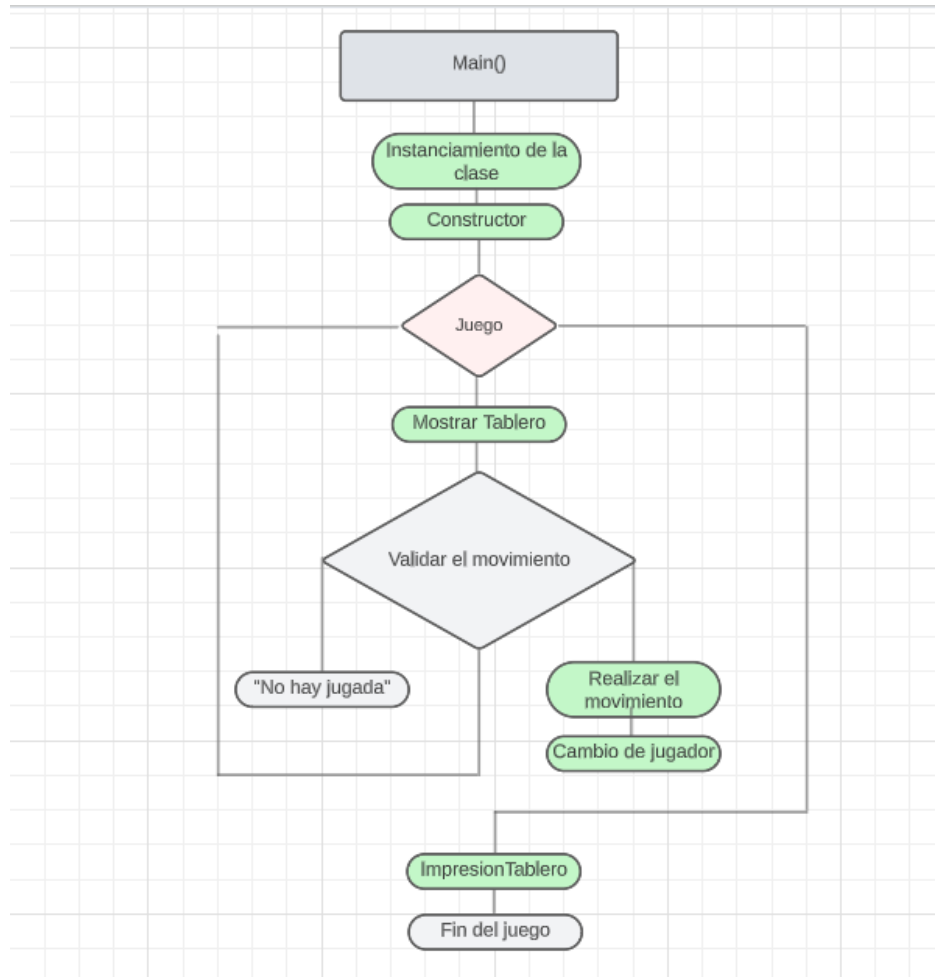 Main()
Instanciamiento de la
clase
Constructor
Juego
Mostrar Tablero
Validar el movimiento
"No hay jugada"
Realizar el
movimiento
Cambio de jugador
ImpresionTablero
Fin del juego